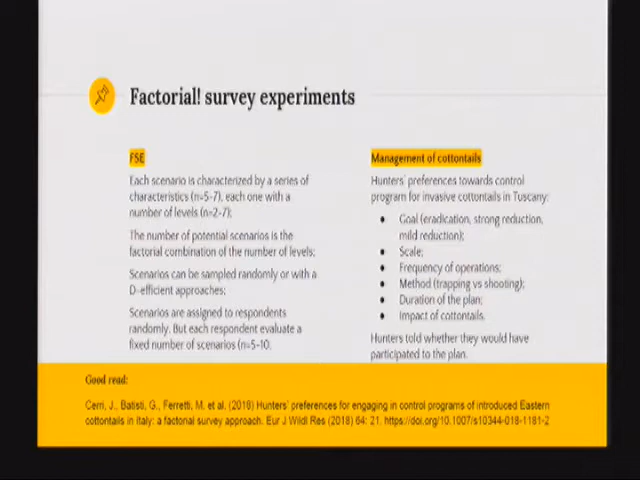 Factorial! survey experiments
FSE
Each scenario is characterized by a series of
characteristics (n=5-7), each one with a
number of levels (n=2-7);
The number of potential scenarios is the
factorial combination of the number of levels;
Scenarios can be sampled randomly or with a
D-efficient approaches;
Scenarios are assigned to respondents
randomly. But each respondent evaluate a
fixed number of scenarios (n=5-10.
Management of cottontails
Hunters' preferences towards control
program for invasive cottontails in Tuscany:
● Goal (eradication, strong reduction,
mild reduction);
● Scale;
● Frequency of operations;
● Method (trapping vs shooting);
● Duration of the plan;
● Impact of cottontails.
Hunters told whether they would have
participated to the plan.
Good read:
Cerri, J., Batisti, G., Ferretti, M. et al. (2018) Hunters' preferences for engaging in control programs of introduced Eastern
cottontails in Italy: a factorial survey approach. Eur J Wildl Res (2018) 64: 21. https://doi.org/10.1007/s10344-018-1181-2